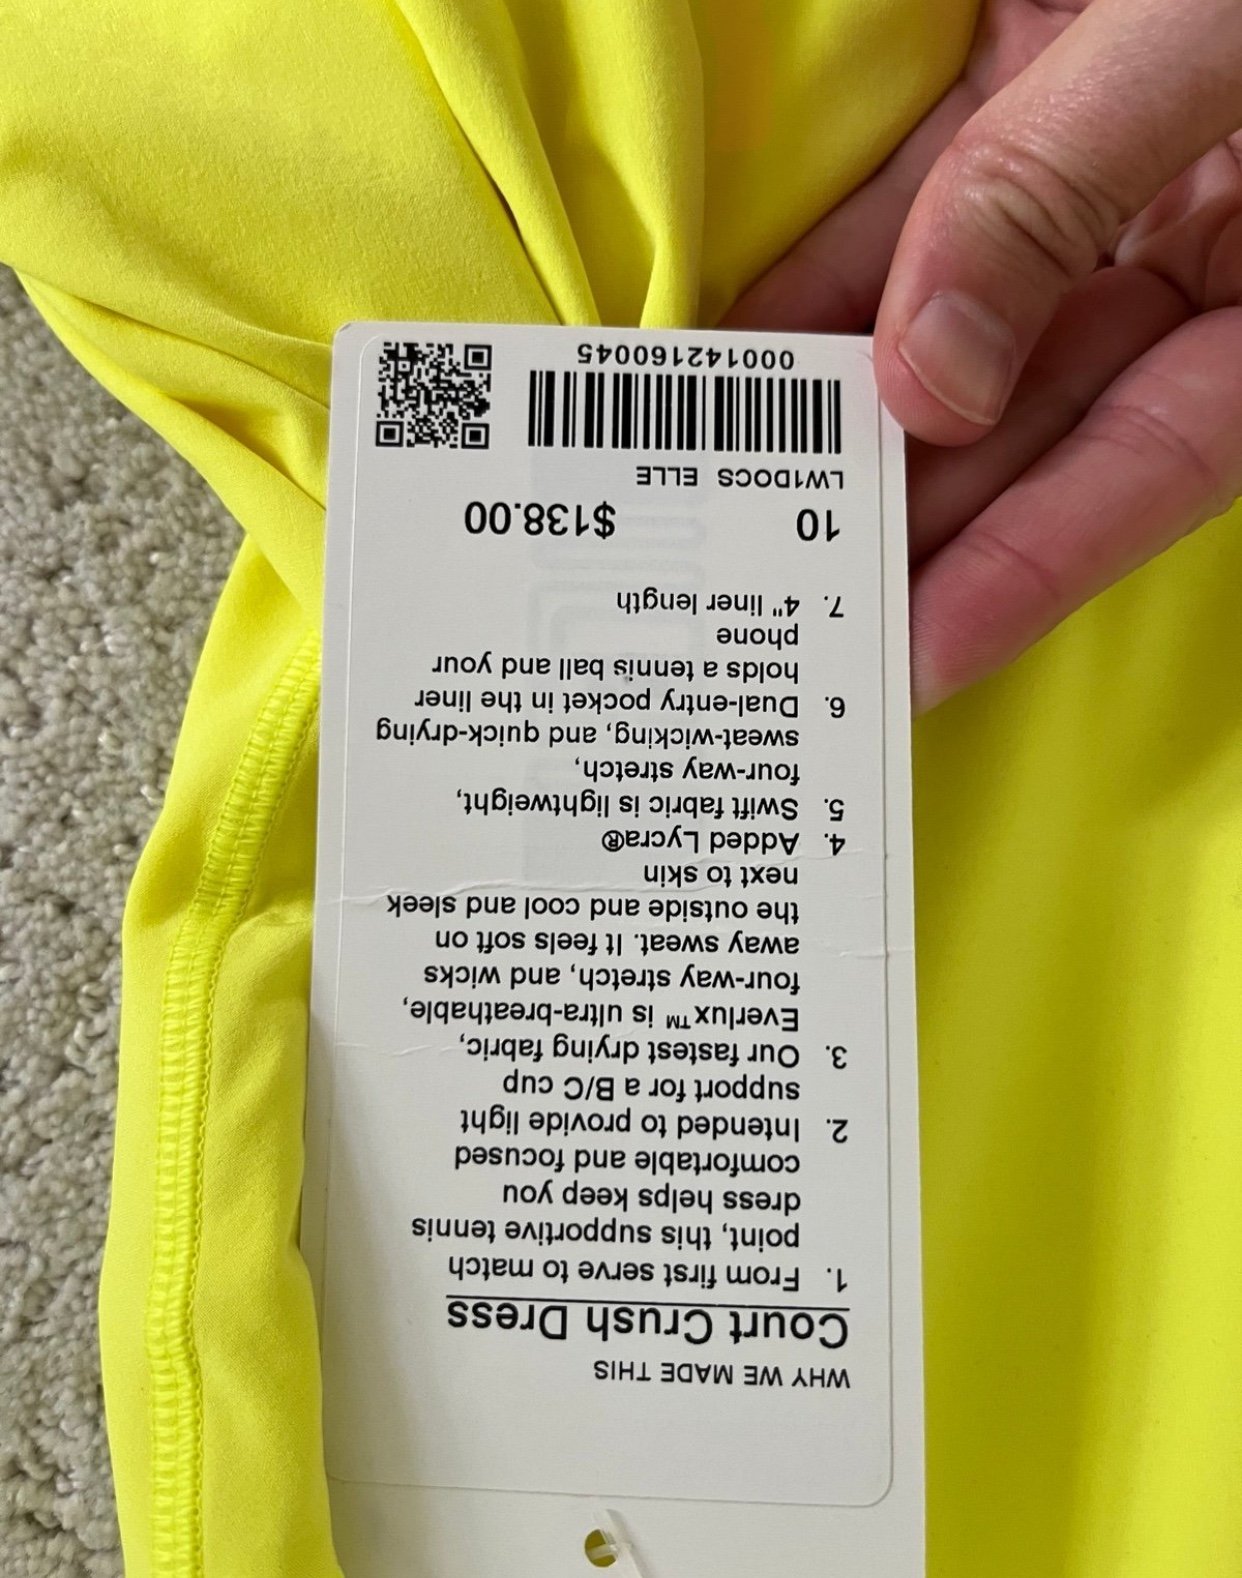 WHY WE MADE THIS
Court Crush Dress
1. From first serve to match
point, this supportive tennis
dress helps keep you
comfortable and focused
2. Intended to provide light
support for a B/C cup
3. Our fastest drying fabric,
Everlux™ is ultra-breathable,
four-way stretch, and wicks
away sweat. It feels soft on
the outside and cool and sleek
next to skin
4. Added Lycra®
5. Swift fabric is lightweight,
four-way stretch,
sweat-wicking, and quick-drying
6. Dual-entry pocket in the liner
holds a tennis ball and your
phone
7. 4" liner length
10 $138.00
LW1DOCS ELLE
000142160045